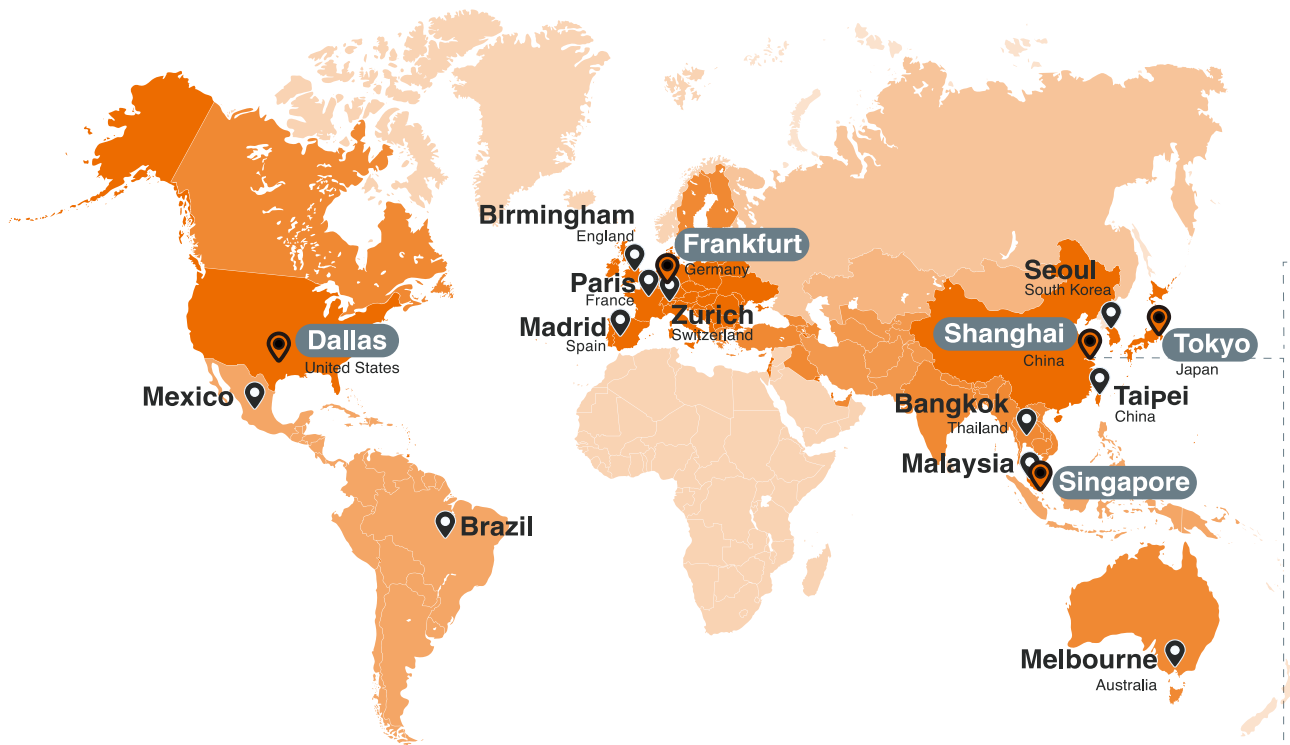 Birmingham
England
Frankfurt
Germany
Paris
France
Zurich
Switzerland
Madrid
Spain
Dallas
United States
Mexico
Brazil
Seoul
South Korea
Shanghai
China
Tokyo
Japan
Taipei
China
Bangkok
Thailand
Malaysia
Singapore
Melbourne
Australia